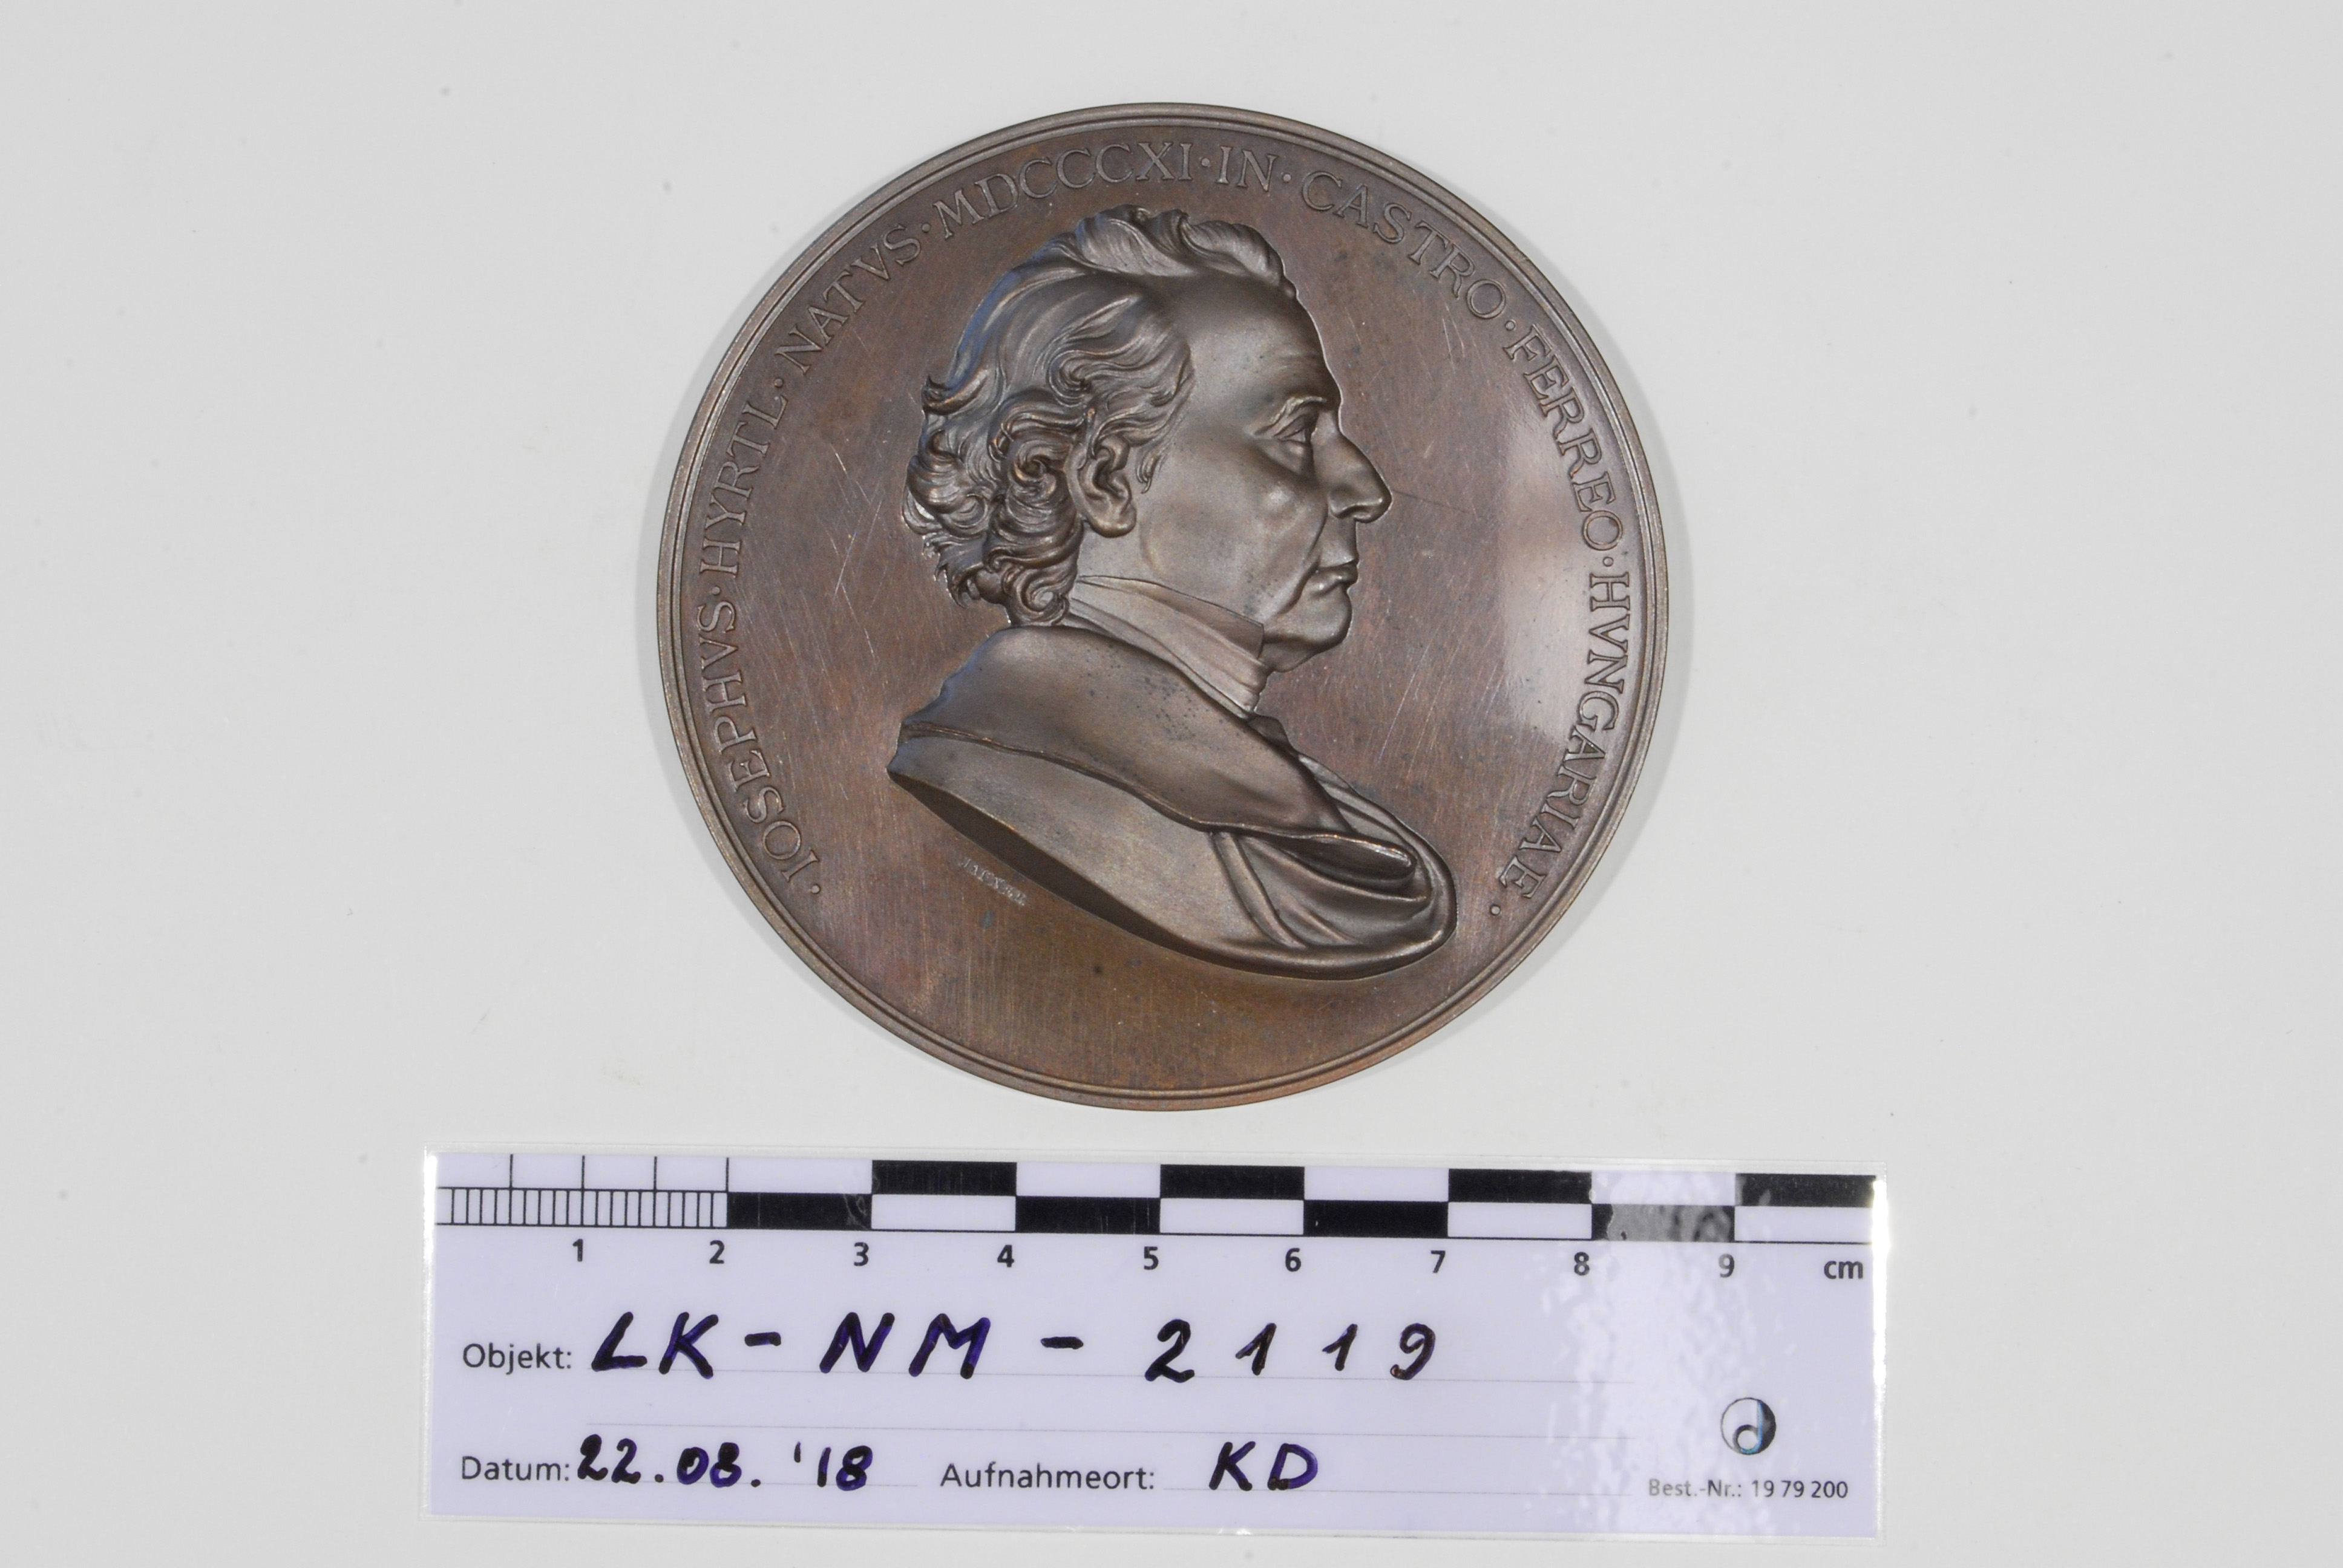 · IOSEPHVS · HYRTL · NATVS · MDCCCXI · IN · CASTRO · FERREO · HVNGARIAE ·
1 2 3 4 5 6 7 8 9 cm
Objekt: LK-NM-2119
Datum: 22.08.'18 Aufnahmeort: KD
Best.-Nr.: 19 79 200